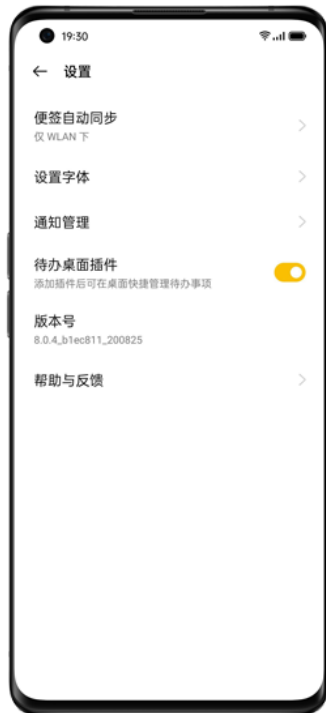 19:30
设置
便签自动同步
仅 WLAN 下
设置字体
通知管理
待办桌面插件
添加插件后可在桌面快捷管理待办事项
版本号
8.0.4_b1ec811_200825
帮助与反馈